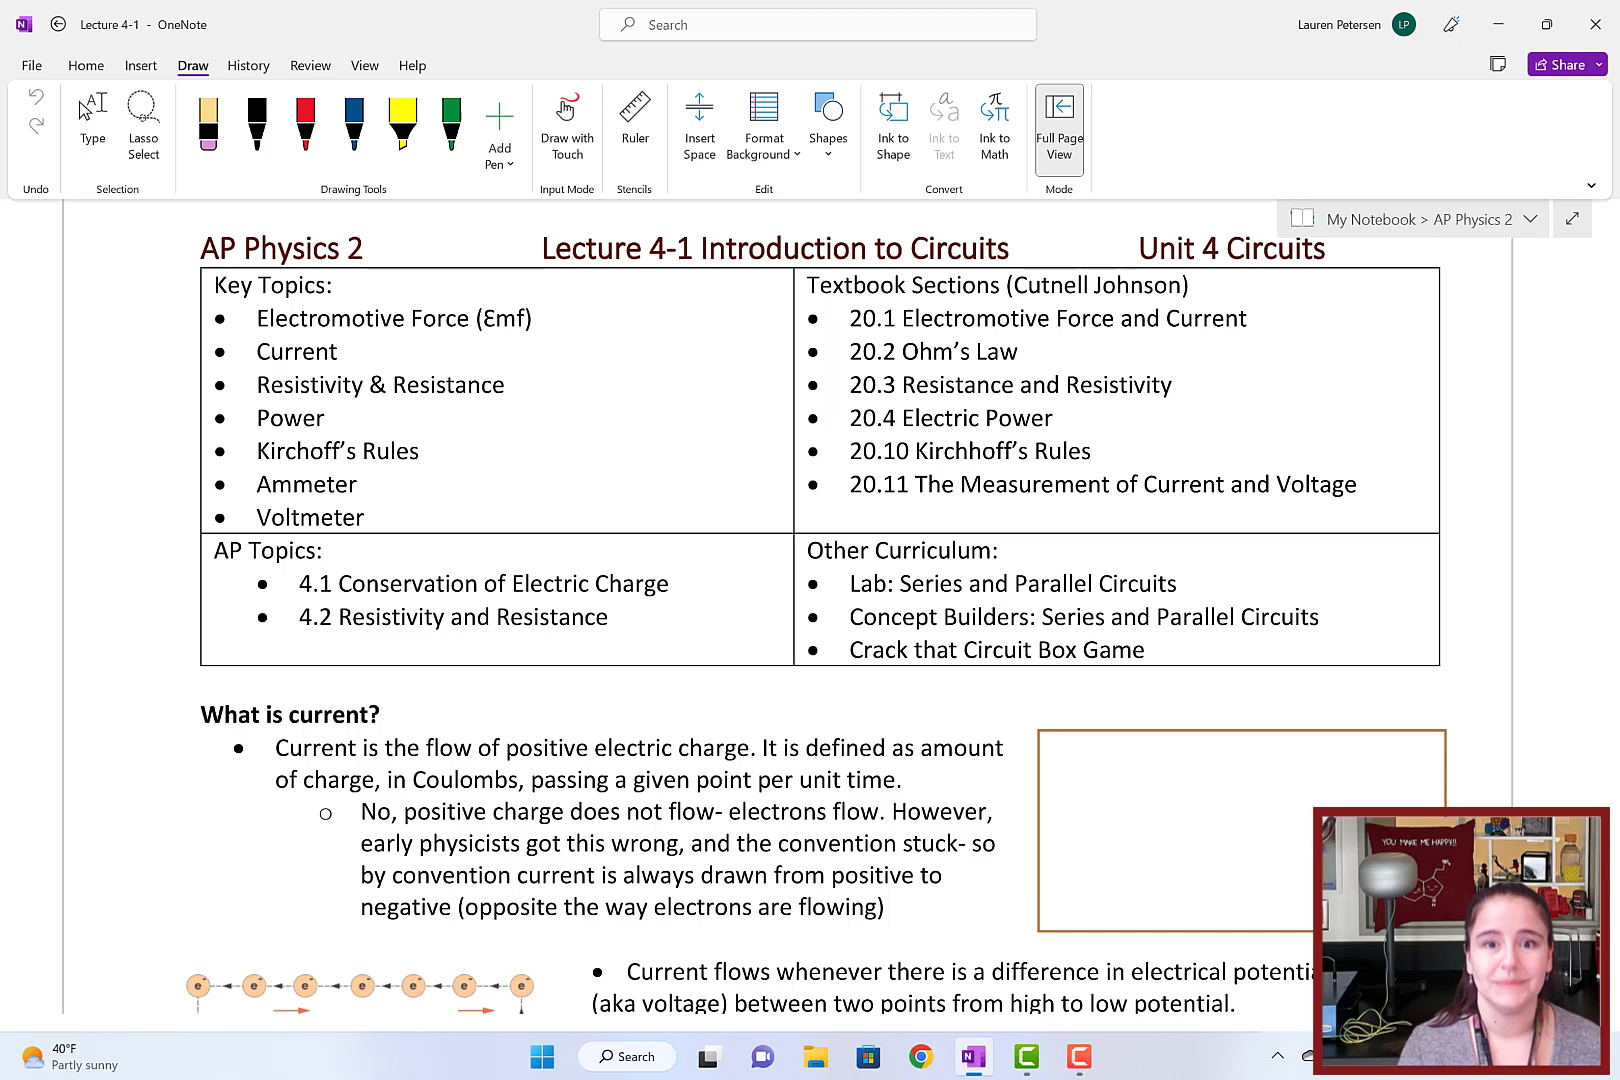 Lecture 4-1 - OneNote
Search
Lauren Petersen
LP
File Home Insert Draw History Review View Help
Share
Type
Lasso Select
Add Pen
Draw with Touch
Ruler
Insert Space
Format Background
Shapes
Ink to Shape
Ink to Text
Ink to Math
Full Page View
Undo
Selection
Drawing Tools
Input Mode
Stencils
Edit
Convert
Mode
My Notebook > AP Physics 2
AP Physics 2 Lecture 4-1 Introduction to Circuits Unit 4 Circuits
Key Topics:
• Electromotive Force (Ɛmf)
• Current
• Resistivity & Resistance
• Power
• Kirchoff’s Rules
• Ammeter
• Voltmeter
Textbook Sections (Cutnell Johnson)
• 20.1 Electromotive Force and Current
• 20.2 Ohm’s Law
• 20.3 Resistance and Resistivity
• 20.4 Electric Power
• 20.10 Kirchhoff’s Rules
• 20.11 The Measurement of Current and Voltage
AP Topics:
• 4.1 Conservation of Electric Charge
• 4.2 Resistivity and Resistance
Other Curriculum:
• Lab: Series and Parallel Circuits
• Concept Builders: Series and Parallel Circuits
• Crack that Circuit Box Game
What is current?
• Current is the flow of positive electric charge. It is defined as amount
of charge, in Coulombs, passing a given point per unit time.
o No, positive charge does not flow- electrons flow. However,
early physicists got this wrong, and the convention stuck- so
by convention current is always drawn from positive to
negative (opposite the way electrons are flowing)
e⁻ e⁻ e⁻ e⁻ e⁻ e⁻ e⁻
• Current flows whenever there is a difference in electrical potenti
(aka voltage) between two points from high to low potential.
YOU MAKE ME HAPPY!!
40°F
Partly sunny
Search